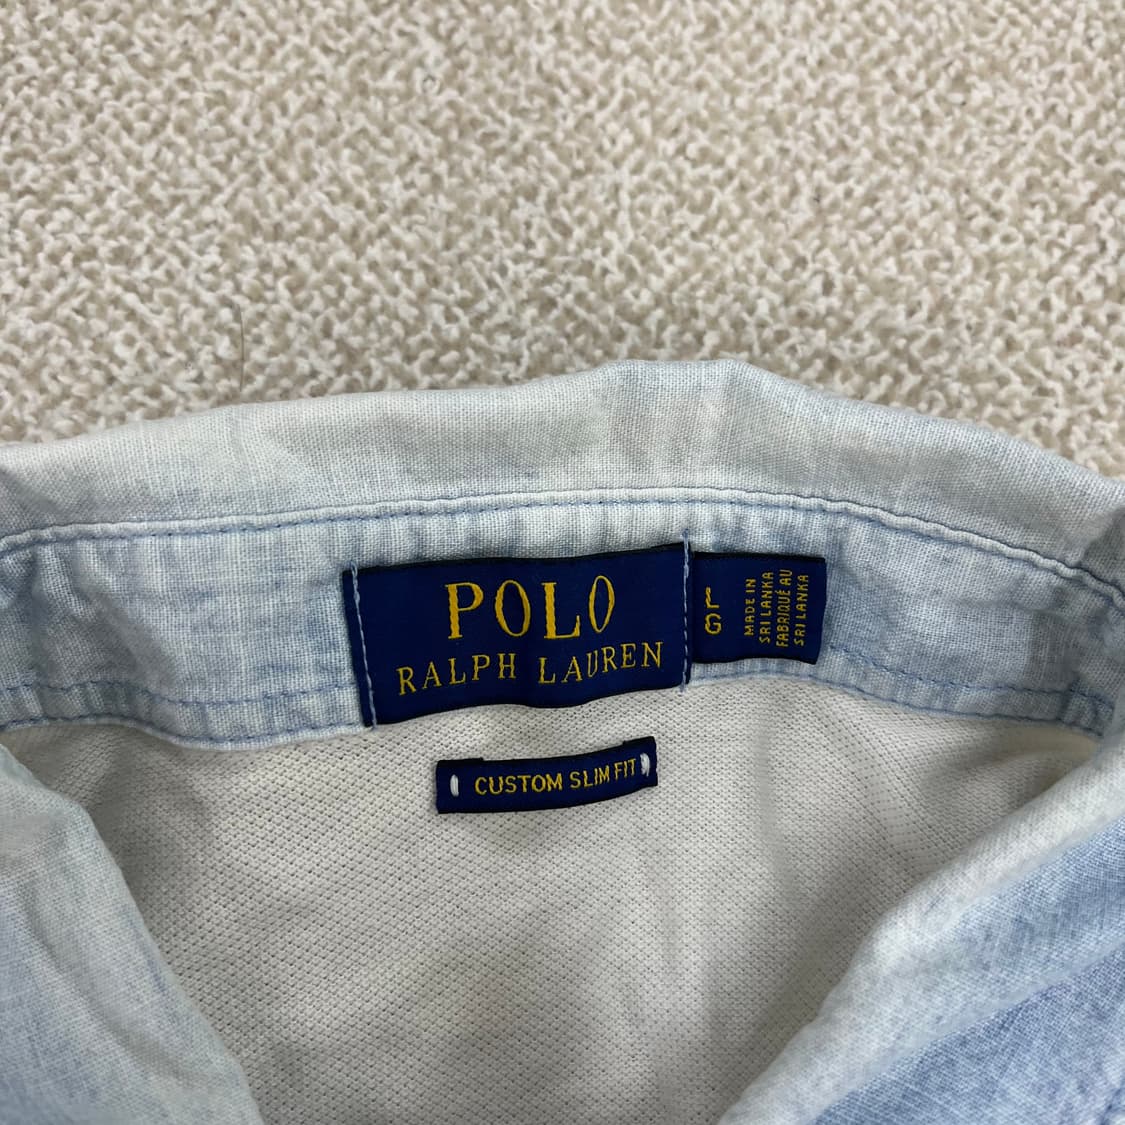 POLO
RALPH LAUREN
L
G
MADE IN
SRI LANKA
FABRIQUÉ AU
SRI LANKA
CUSTOM SLIM FIT